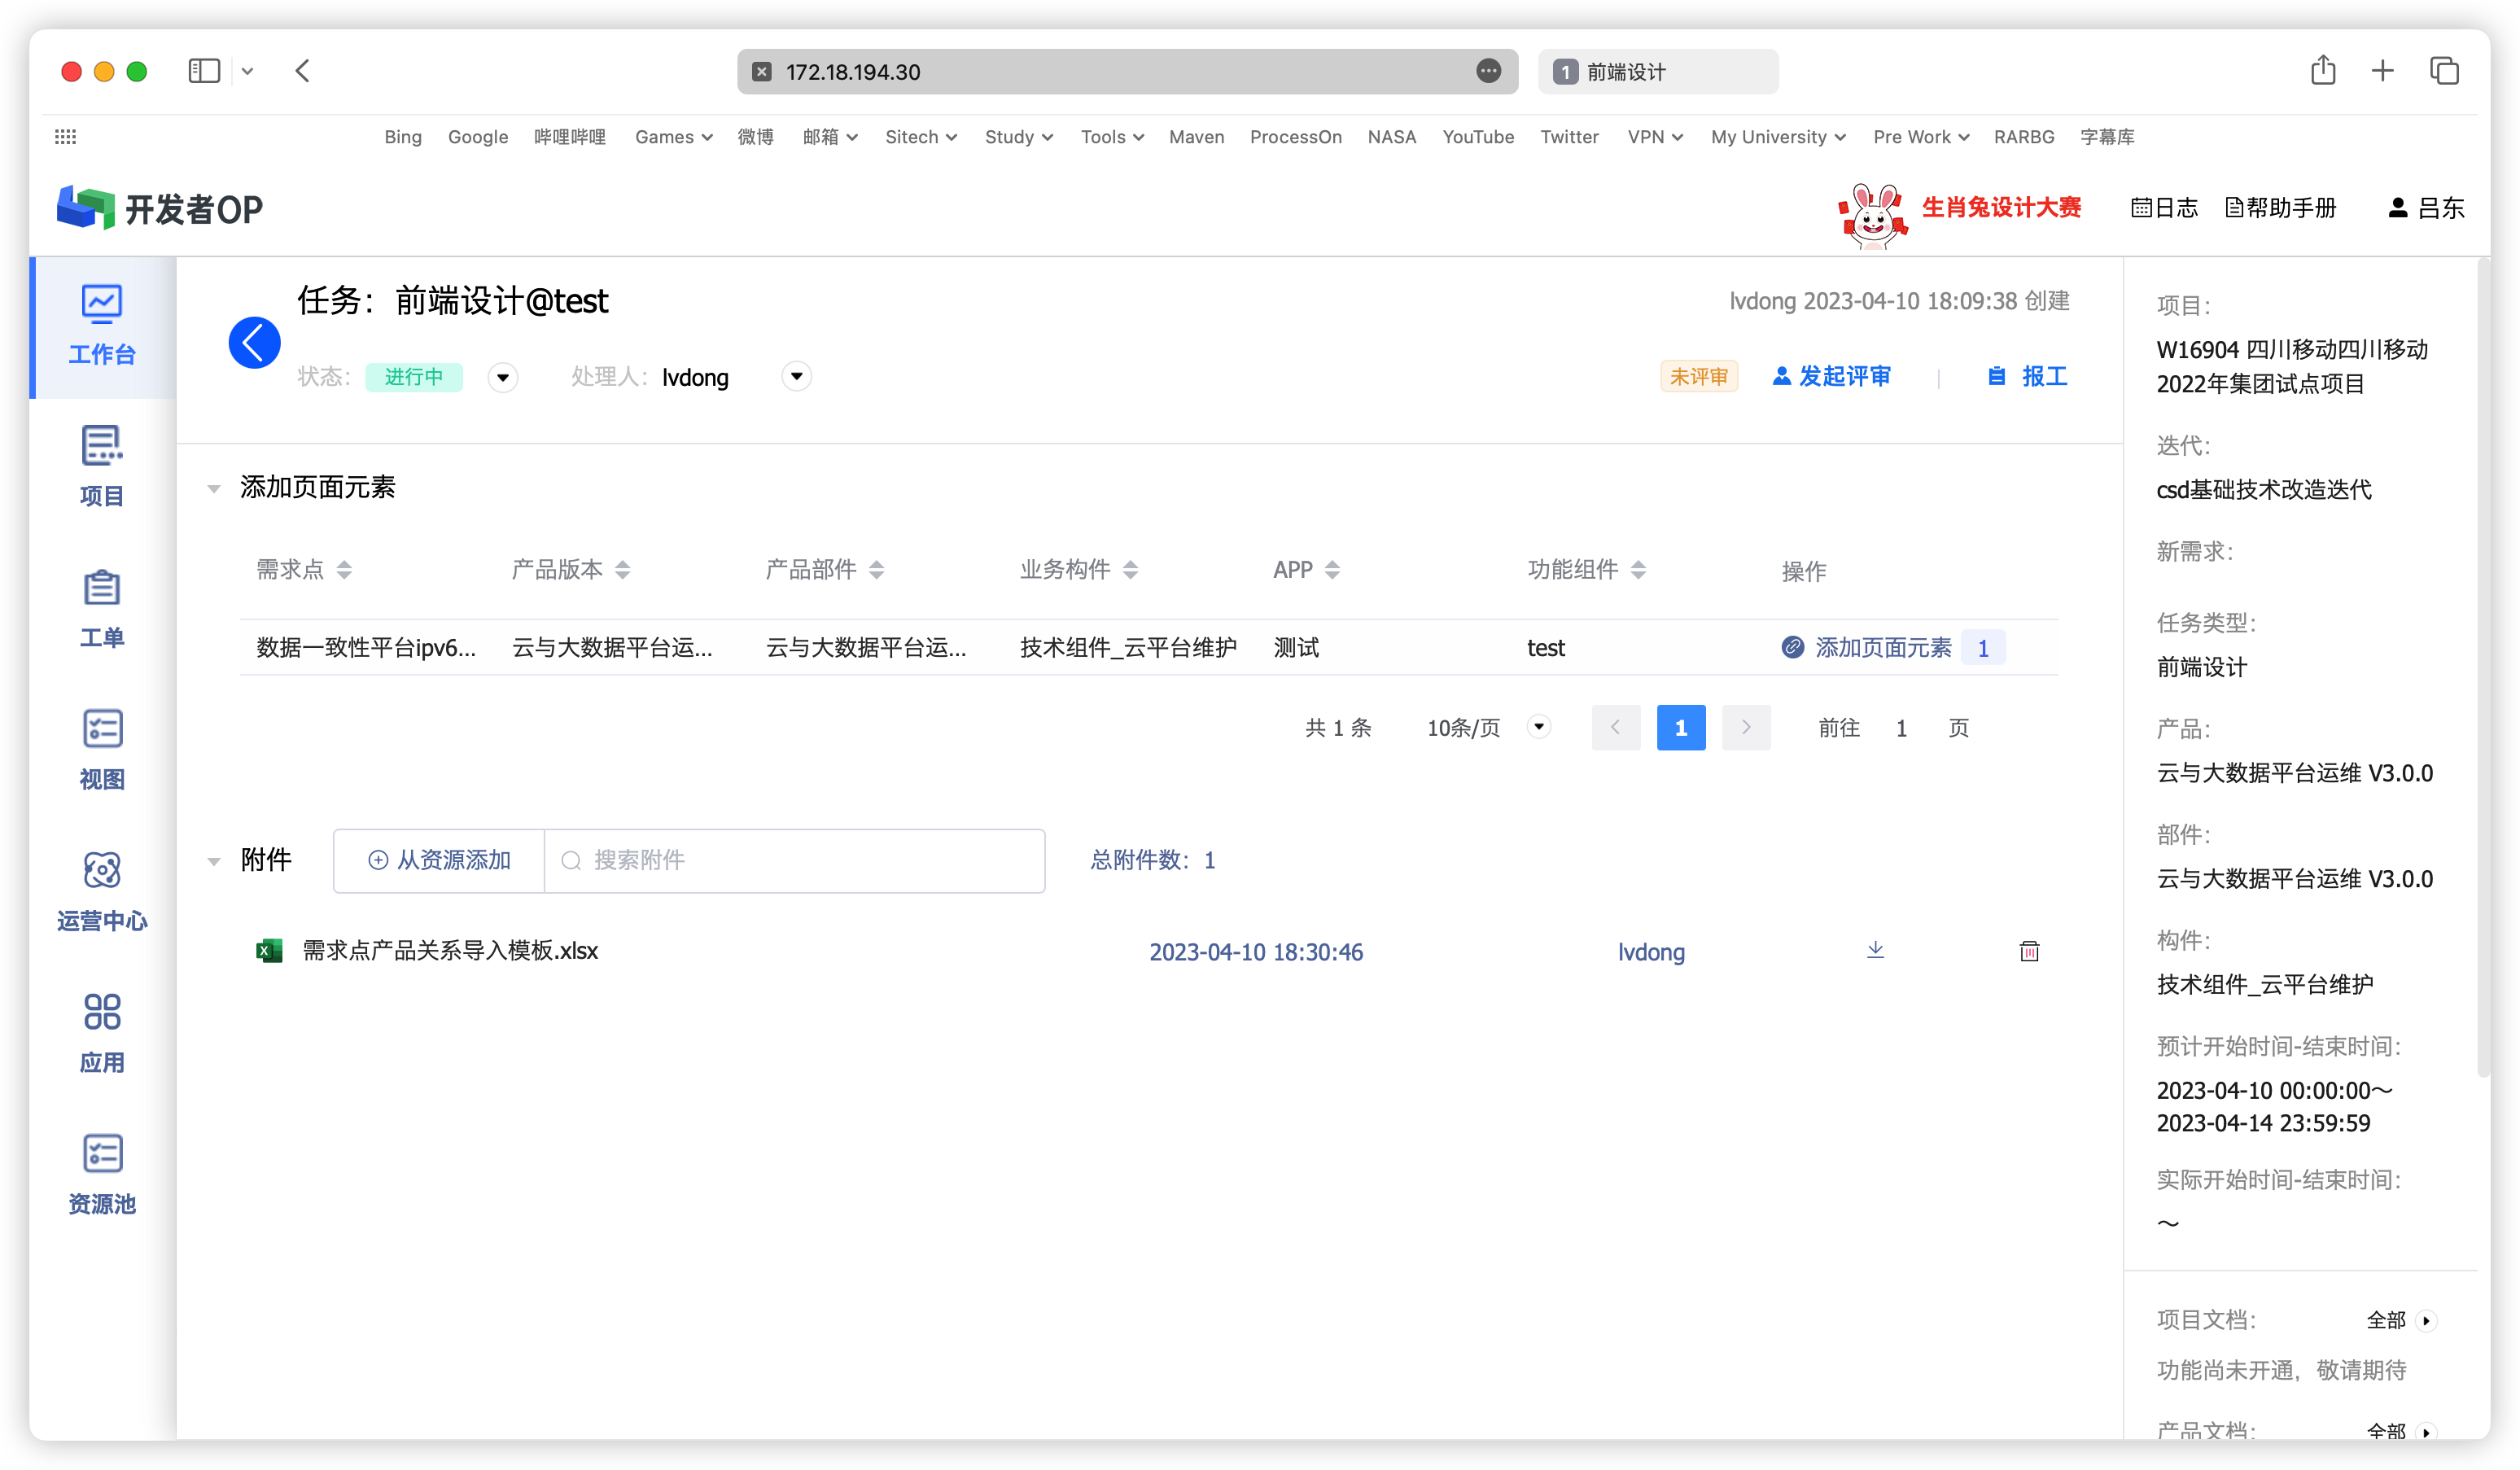 172.18.194.30
1 前端设计
Bing Google 哔哩哔哩 Games 微博 邮箱 Sitech Study Tools Maven ProcessOn NASA YouTube Twitter VPN My University Pre Work RARBG 字幕库
开发者OP
生肖兔设计大赛 日志 帮助手册 吕东
工作台
项目
工单
视图
运营中心
应用
资源池
任务：前端设计@test
lvdong 2023-04-10 18:09:38 创建
状态： 进行中 处理人： lvdong
未评审 发起评审 报工
添加页面元素
需求点 产品版本 产品部件 业务构件 APP 功能组件 操作
数据一致性平台ipv6... 云与大数据平台运... 云与大数据平台运... 技术组件_云平台维护 测试 test 添加页面元素 1
共 1 条 10条/页 1 前往 1 页
附件 从资源添加 搜索附件 总附件数：1
需求点产品关系导入模板.xlsx 2023-04-10 18:30:46 lvdong
项目：
W16904 四川移动四川移动
2022年集团试点项目
迭代：
csd基础技术改造迭代
新需求：
任务类型：
前端设计
产品：
云与大数据平台运维 V3.0.0
部件：
云与大数据平台运维 V3.0.0
构件：
技术组件_云平台维护
预计开始时间-结束时间：
2023-04-10 00:00:00～
2023-04-14 23:59:59
实际开始时间-结束时间：
～
项目文档： 全部
功能尚未开通，敬请期待
产品文档： 全部